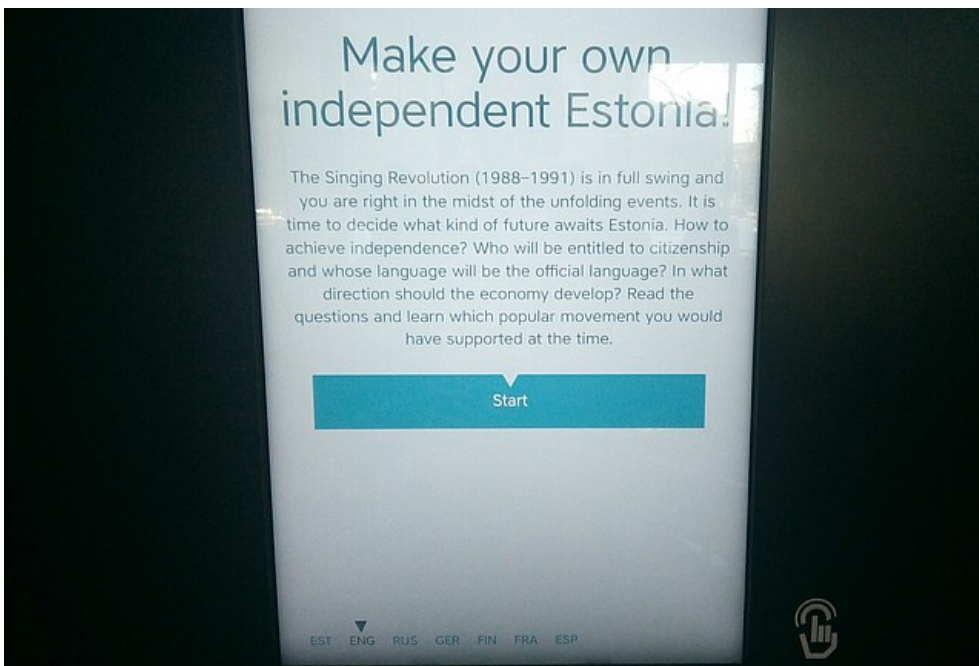 Make your own
independent Estonia!
The Singing Revolution (1988–1991) is in full swing and
you are right in the midst of the unfolding events. It is
time to decide what kind of future awaits Estonia. How to
achieve independence? Who will be entitled to citizenship
and whose language will be the official language? In what
direction should the economy develop? Read the
questions and learn which popular movement you would
have supported at the time.
Start
EST ENG RUS GER FIN FRA ESP